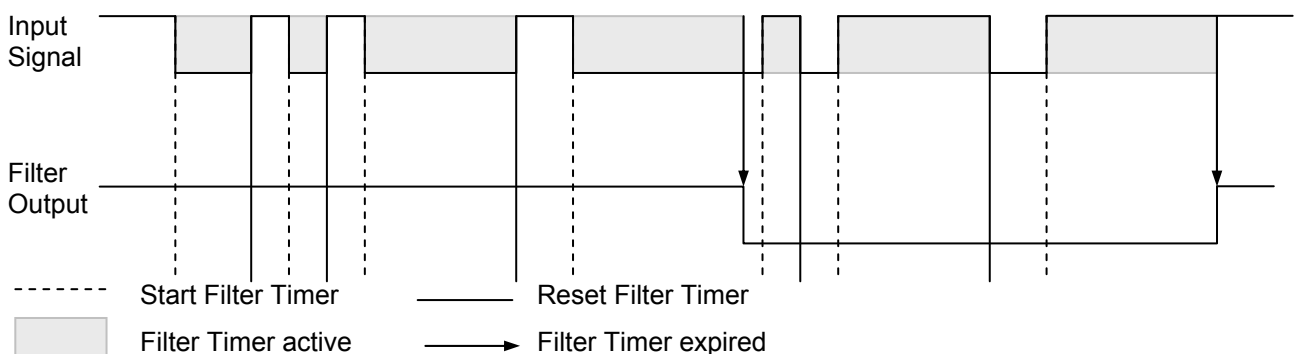 Input
Signal
Filter
Output
Start Filter Timer
Reset Filter Timer
Filter Timer active
Filter Timer expired